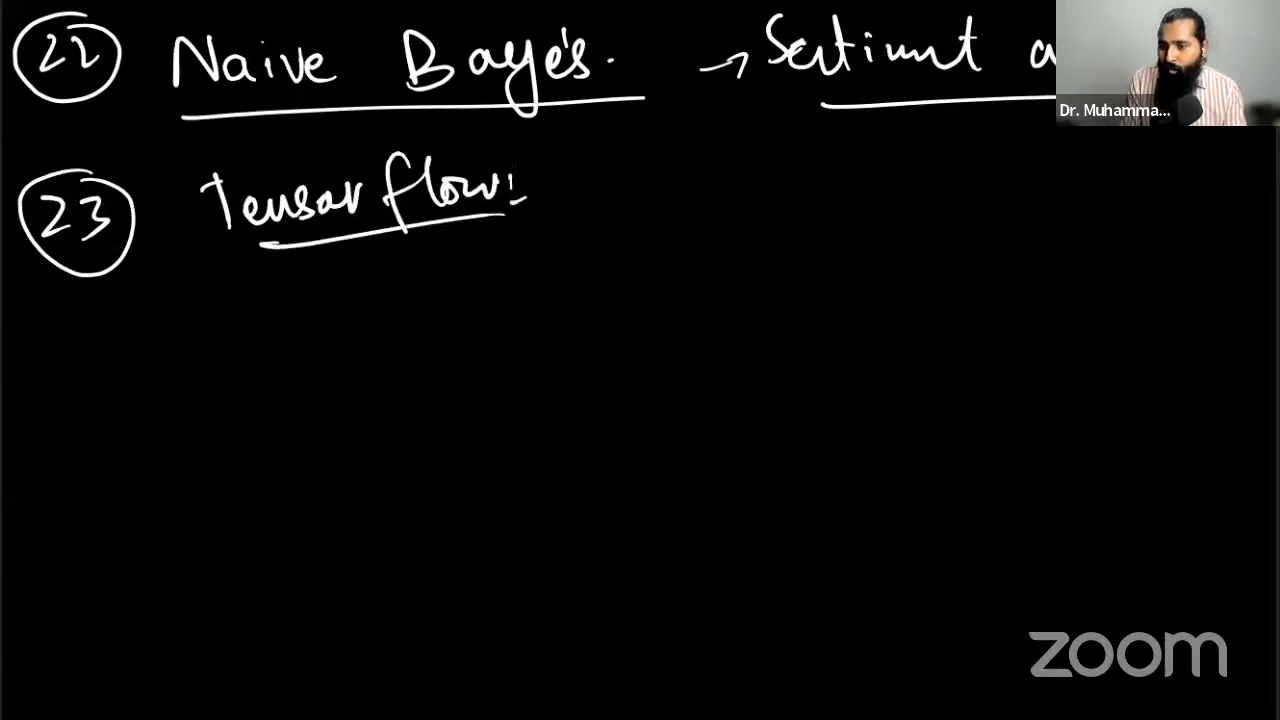 22 Naive Baye's. → Sentiment a
Dr. Muhamma...
23 Tensor flow:
zoom